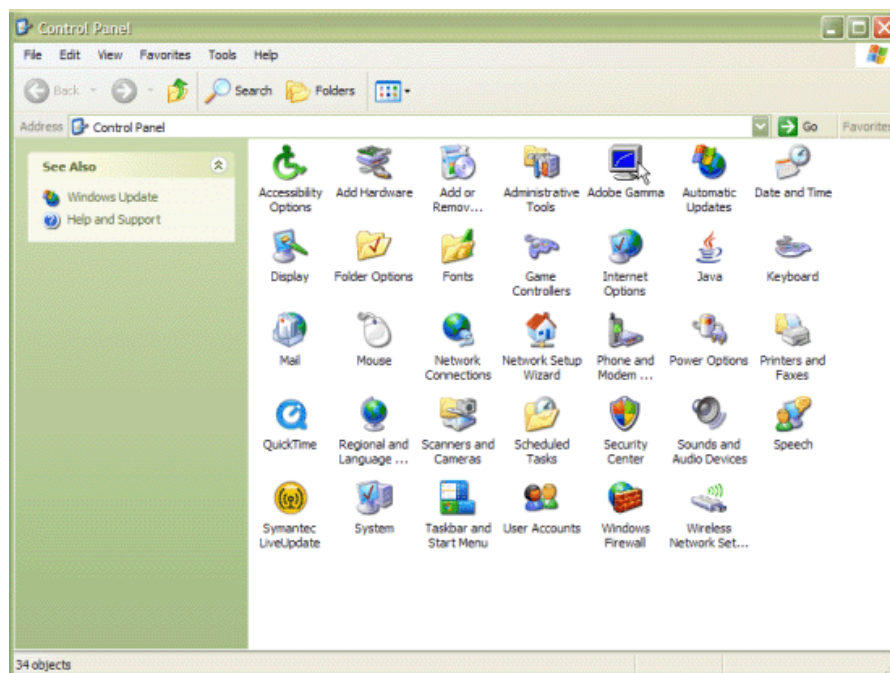 Control Panel
File Edit View Favorites Tools Help
Back Search Folders
Address Control Panel Go Favorites
See Also
Windows Update
Help and Support
Accessibility Options
Add Hardware
Add or Remov...
Administrative Tools
Adobe Gamma
Automatic Updates
Date and Time
Display
Folder Options
Fonts
Game Controllers
Internet Options
Java
Keyboard
Mail
Mouse
Network Connections
Network Setup Wizard
Phone and Modem ...
Power Options
Printers and Faxes
QuickTime
Regional and Language ...
Scanners and Cameras
Scheduled Tasks
Security Center
Sounds and Audio Devices
Speech
Symantec LiveUpdate
System
Taskbar and Start Menu
User Accounts
Windows Firewall
Wireless Network Set...
34 objects